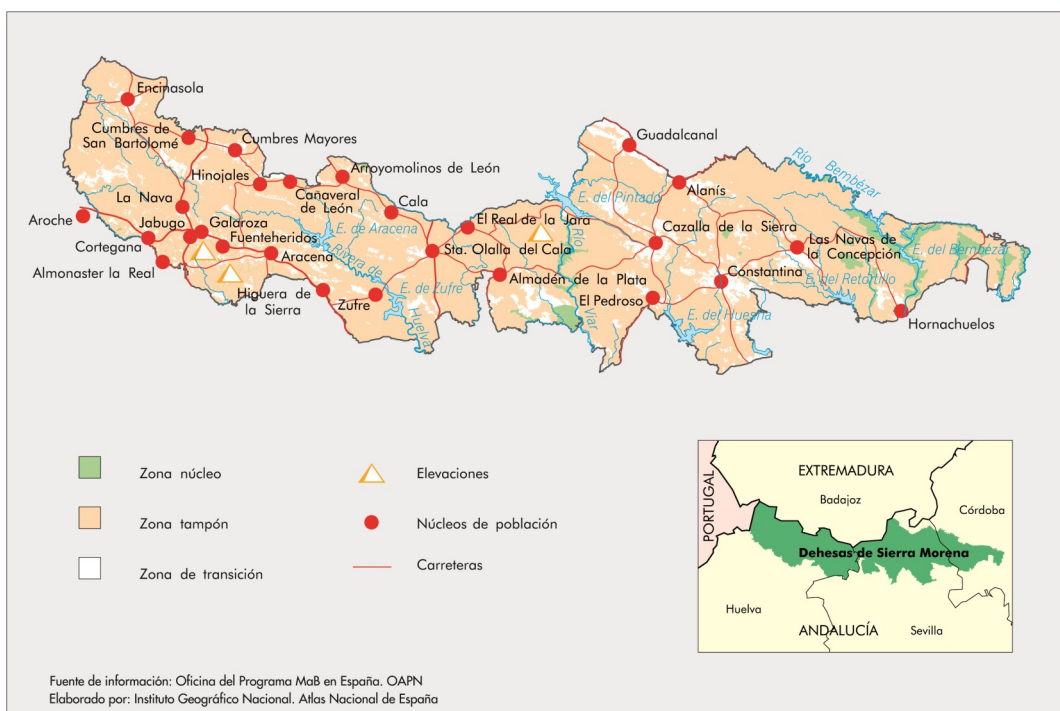 Encinasola
Cumbres de
San Bartolomé
Cumbres Mayores
Guadalcanal
Río Bembézar
Hinojales
Arroyomolinos de León
Alanís
La Nava
Cañaveral
de León
Cala
E. del Pintado
Aroche
Jabugo
Galaroza
E. de Aracena
El Real de la Jara
Río
Cazalla de la Sierra
Las Navas de
la Concepción
E. del Bembézar
Cortegana
Fuenteheridos
Rivera de
Sta. Olalla del Cala
Almonaster la Real
Aracena
Almadén de la Plata
Constantina
E. del Retortillo
Higuera de
la Sierra
Zufre
E. de Zufre
El Pedroso
Huelva
Viar
E. del Huesna
Hornachuelos
Zona núcleo
Zona tampón
Zona de transición
Elevaciones
Núcleos de población
Carreteras
PORTUGAL
EXTREMADURA
Badajoz
Córdoba
Dehesas de Sierra Morena
Huelva
ANDALUCÍA
Sevilla
Fuente de información: Oficina del Programa MaB en España. OAPN
Elaborado por: Instituto Geográfico Nacional. Atlas Nacional de España